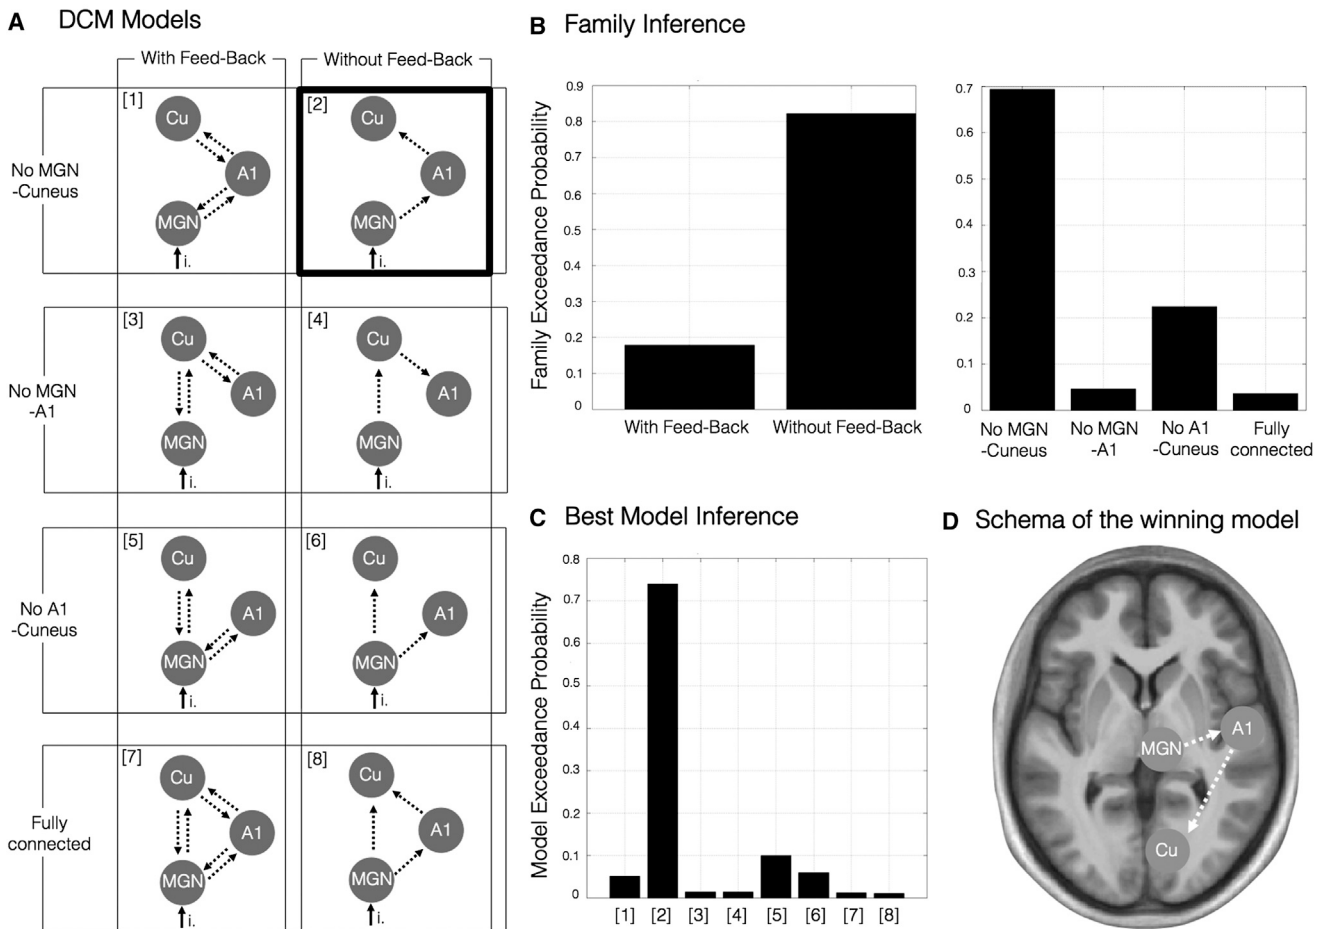 A DCM Models
With Feed-Back
Without Feed-Back
No MGN
-Cuneus
[1]
Cu
A1
MGN
i.
[2]
Cu
A1
MGN
i.
No MGN
-A1
[3]
Cu
A1
MGN
i.
[4]
Cu
A1
MGN
i.
No A1
-Cuneus
[5]
Cu
A1
MGN
i.
[6]
Cu
A1
MGN
i.
Fully
connected
[7]
Cu
A1
MGN
i.
[8]
Cu
A1
MGN
i.
B Family Inference
Family Exceedance Probability
0.9
0.8
0.7
0.6
0.5
0.4
0.3
0.2
0.1
0
With Feed-Back
Without Feed-Back
0.7
0.6
0.5
0.4
0.3
0.2
0.1
0
No MGN
-Cuneus
No MGN
-A1
No A1
-Cuneus
Fully
connected
C Best Model Inference
Model Exceedance Probability
0.8
0.7
0.6
0.5
0.4
0.3
0.2
0.1
0
[1] [2] [3] [4] [5] [6] [7] [8]
D Schema of the winning model
A1
MGN
Cu